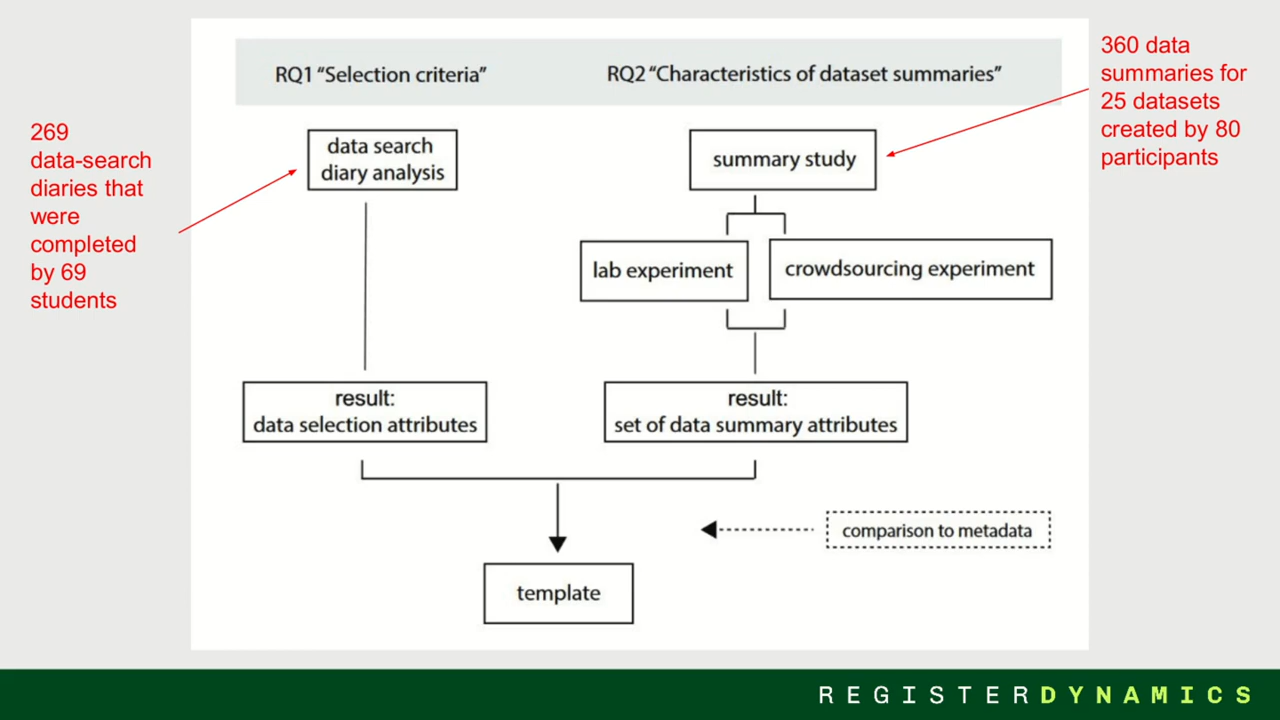 RQ1 “Selection criteria”
RQ2 “Characteristics of dataset summaries”
360 data
summaries for
25 datasets
created by 80
participants
269
data-search
diaries that
were
completed
by 69
students
data search
diary analysis
summary study
lab experiment
crowdsourcing experiment
result:
data selection attributes
result:
set of data summary attributes
comparison to metadata
template
REGISTERDYNAMICS